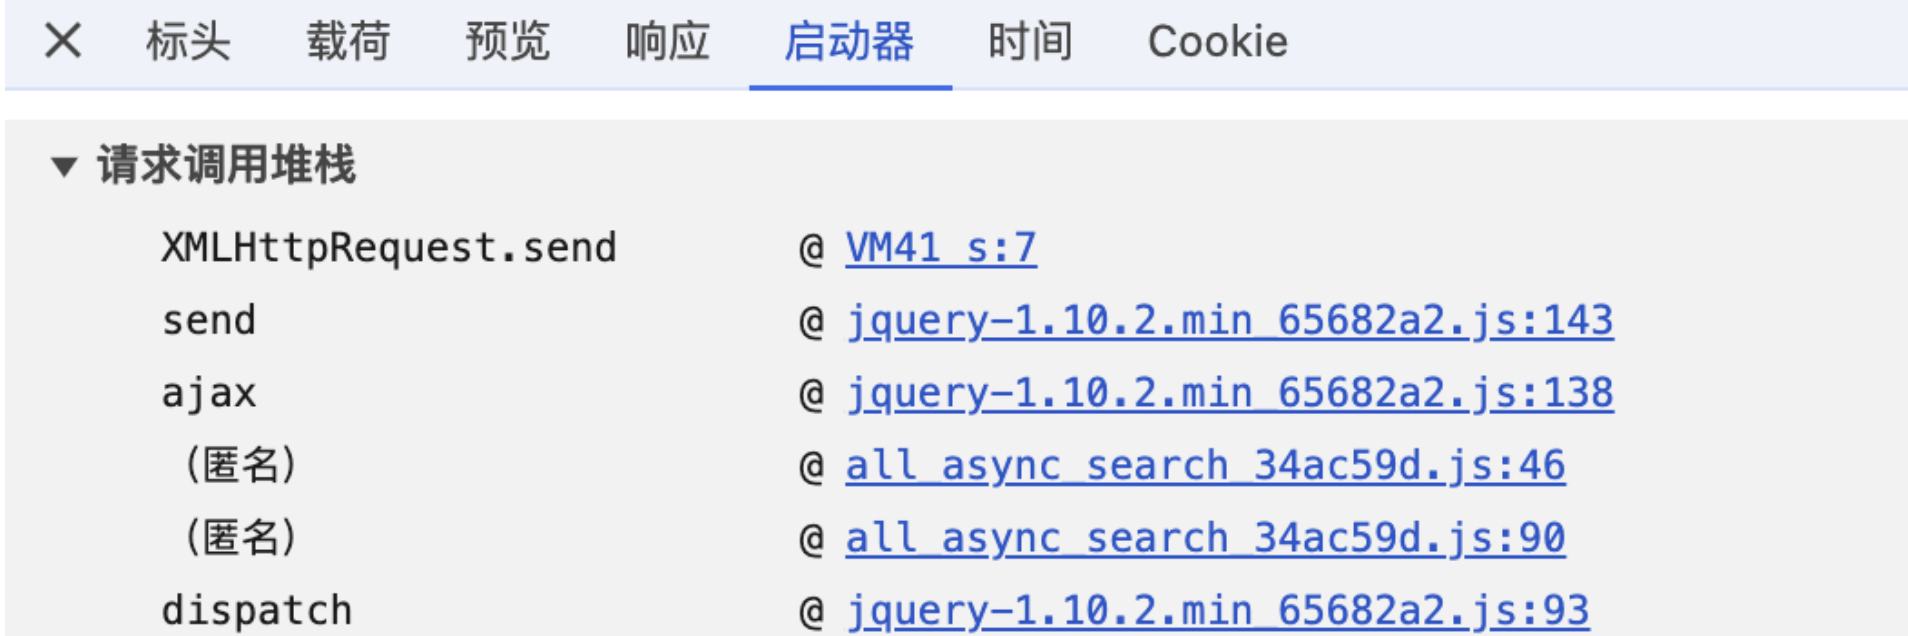 标头 载荷 预览 响应 启动器 时间 Cookie
请求调用堆栈
XMLHttpRequest.send @ VM41 s:7
send @ jquery-1.10.2.min_65682a2.js:143
ajax @ jquery-1.10.2.min_65682a2.js:138
(匿名) @ all_async_search_34ac59d.js:46
(匿名) @ all_async_search_34ac59d.js:90
dispatch @ jquery-1.10.2.min_65682a2.js:93